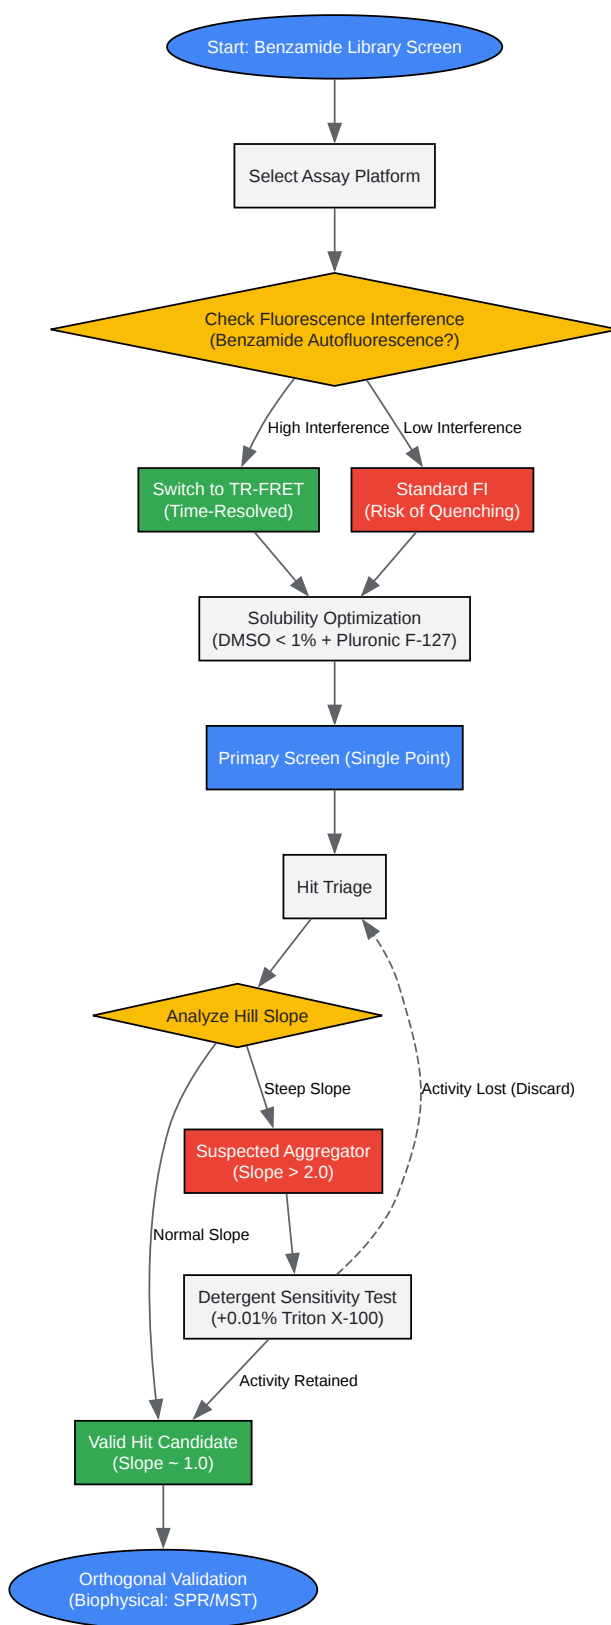 Start: Benzamide Library Screen
Select Assay Platform
Check Fluorescence Interference
(Benzamide Autofluorescence?)
High Interference
Low Interference
Switch to TR-FRET
(Time-Resolved)
Standard FI
(Risk of Quenching)
Solubility Optimization
(DMSO < 1% + Pluronic F-127)
Primary Screen (Single Point)
Hit Triage
Analyze Hill Slope
Steep Slope
Activity Lost (Discard)
Suspected Aggregator
(Slope > 2.0)
Normal Slope
Detergent Sensitivity Test
(+0.01% Triton X-100)
Activity Retained
Valid Hit Candidate
(Slope ~ 1.0)
Orthogonal Validation
(Biophysical: SPR/MST)